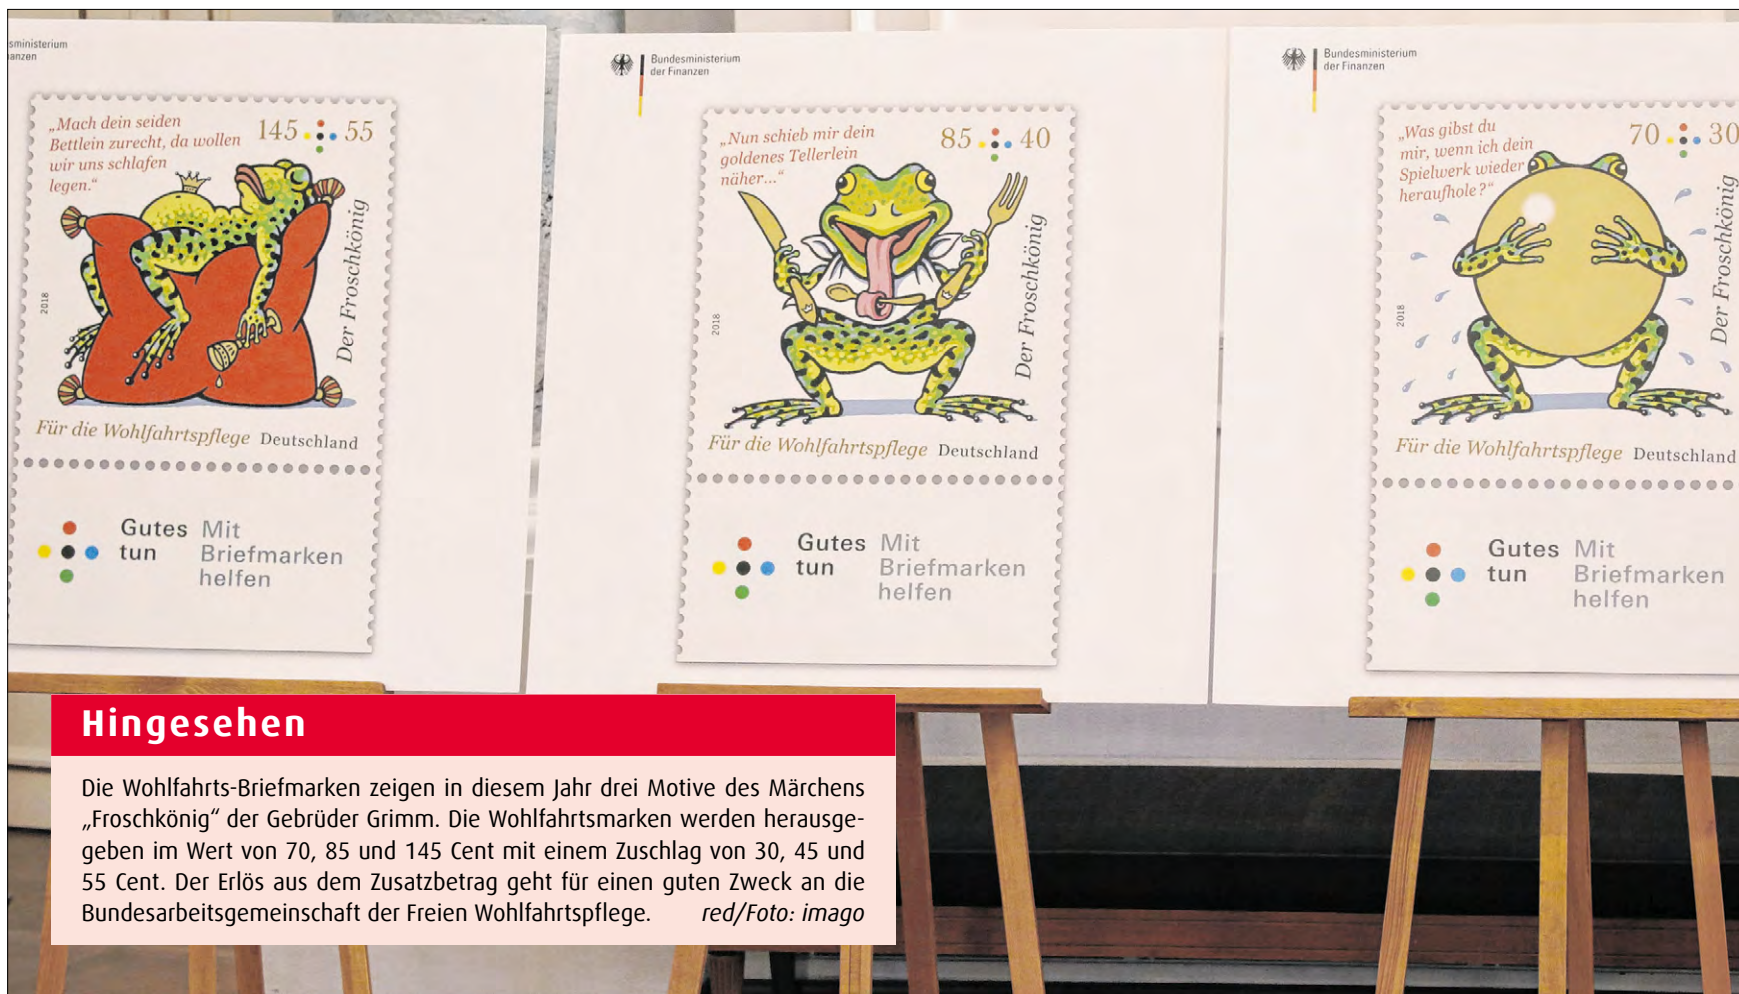 sministerium
anzen
„Mach dein seiden
Bettlein zurecht, da wollen
wir uns schlafen
legen.“
145 55
Der Froschkönig
2018
Für die Wohlfahrtspflege Deutschland
Gutes Mit
tun Briefmarken
helfen
Bundesministerium
der Finanzen
„Nun schieb mir dein
goldenes Tellerlein
näher...“
85 40
Der Froschkönig
2018
Für die Wohlfahrtspflege Deutschland
Gutes Mit
tun Briefmarken
helfen
Bundesministerium
der Finanzen
„Was gibst du
mir, wenn ich dein
Spielwerk wieder
heraufhole?“
70 30
Der Froschkönig
2018
Für die Wohlfahrtspflege Deutschland
Gutes Mit
tun Briefmarken
helfen
Hingesehen
Die Wohlfahrts-Briefmarken zeigen in diesem Jahr drei Motive des Märchens
„Froschkönig“ der Gebrüder Grimm. Die Wohlfahrtsmarken werden herausge-
geben im Wert von 70, 85 und 145 Cent mit einem Zuschlag von 30, 45 und
55 Cent. Der Erlös aus dem Zusatzbetrag geht für einen guten Zweck an die
Bundesarbeitsgemeinschaft der Freien Wohlfahrtspflege. red/Foto: imago